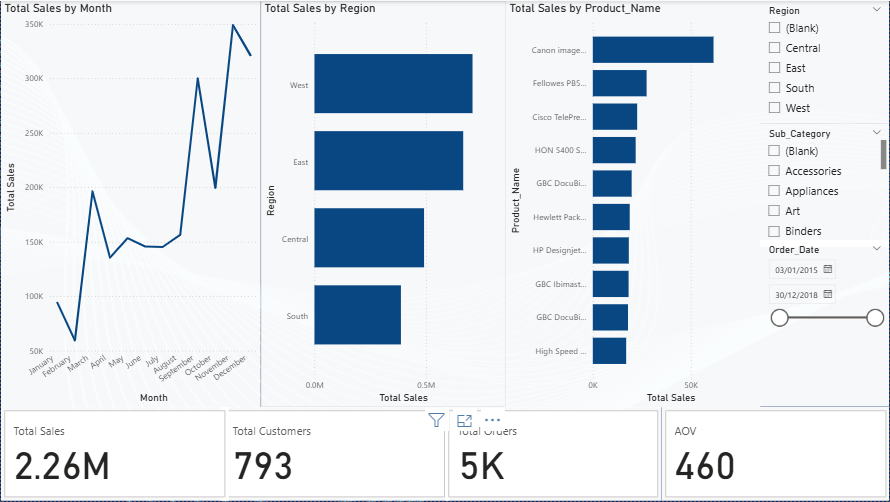 Total Sales by Month
Total Sales
350K
300K
250K
200K
150K
100K
50K
January
February
March
April
May
June
July
August
September
October
November
December
Month
Total Sales by Region
Region
West
East
Central
South
0.0M
0.5M
Total Sales
Total Sales by Product_Name
Product_Name
Canon image...
Fellowes PB5...
Cisco TelePre...
HON 5400 S...
GBC DocuBi...
Hewlett Pack...
HP Designjet...
GBC Ibimast...
GBC DocuBi...
High Speed ...
0K
50K
Total Sales
Region
(Blank)
Central
East
South
West
Sub_Category
(Blank)
Accessories
Appliances
Art
Binders
Order_Date
03/01/2015
30/12/2018
Total Sales
2.26M
Total Customers
793
Total Orders
5K
AOV
460